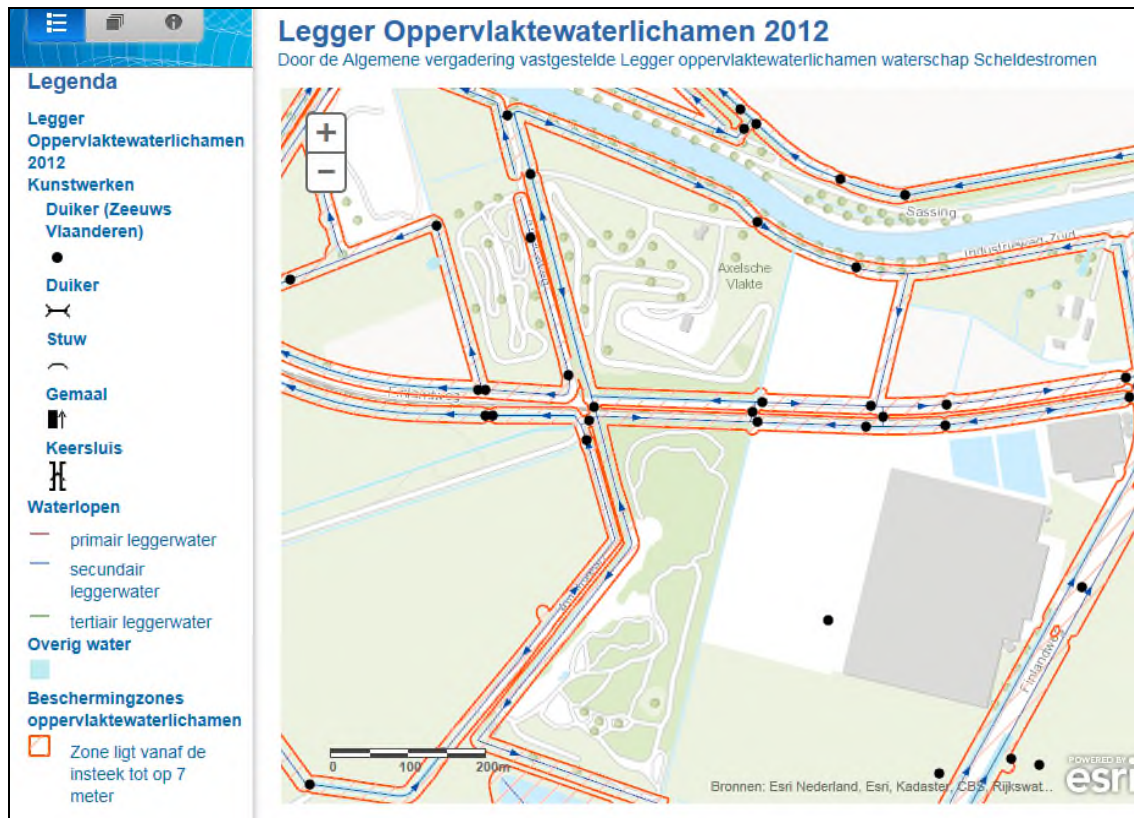 Legger Oppervlaktewaterlichamen 2012
Door de Algemene vergadering vastgestelde Legger oppervlaktewaterlichamen waterschap Scheldestromen
Legenda
Legger
Oppervlaktewaterlichamen
2012
Kunstwerken
Duiker (Zeeuws
Vlaanderen)
Duiker
Stuw
Gemaal
Keersluis
Waterlopen
primair leggerwater
secundair
leggerwater
tertiair leggerwater
Overig water
Beschermingzones
oppervlaktewaterlichamen
Zone ligt vanaf de
insteek tot op 7
meter
+
−
Sassing
Industrieweg-Zuid
Axelsche
Vlakte
Finlandweg
Finlandweg
0 100 200m
Bronnen: Esri Nederland, Esri, Kadaster, CBS, Rijkswat...
POWERED BY
esri